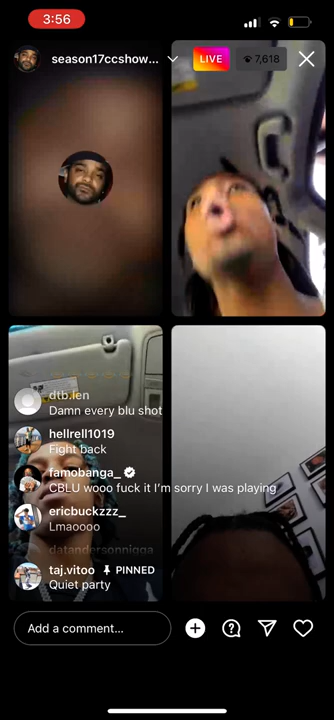 3:56
season17ccshow...
LIVE
7,618
dtb.len
Damn every blu shot
hellrell1019
Fight back
famobanga_
CBLU wooo fuck it I'm sorry I was playing
ericbuckzzz_
Lmaoooo
datandersonnigga
taj.vitoo PINNED
Quiet party
Add a comment...